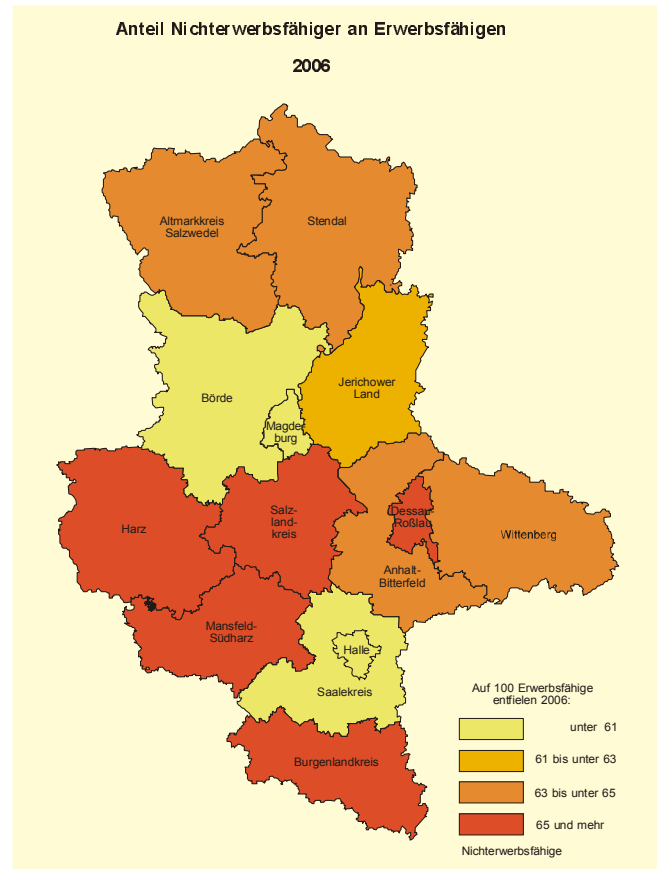 Anteil Nichterwerbsfähiger an Erwerbsfähigen
2006
Altmarkkreis
Salzwedel
Stendal
Jerichower
Land
Börde
Magde
burg
Harz
Salz-
land-
kreis
Dessau-
Roßlau
Wittenberg
Anhalt-
Bitterfeld
Mansfeld-
Südharz
Halle
Saalekreis
Burgenlandkreis
Auf 100 Erwerbsfähige
entfielen 2006:
unter 61
61 bis unter 63
63 bis unter 65
65 und mehr
Nichterwerbsfähige